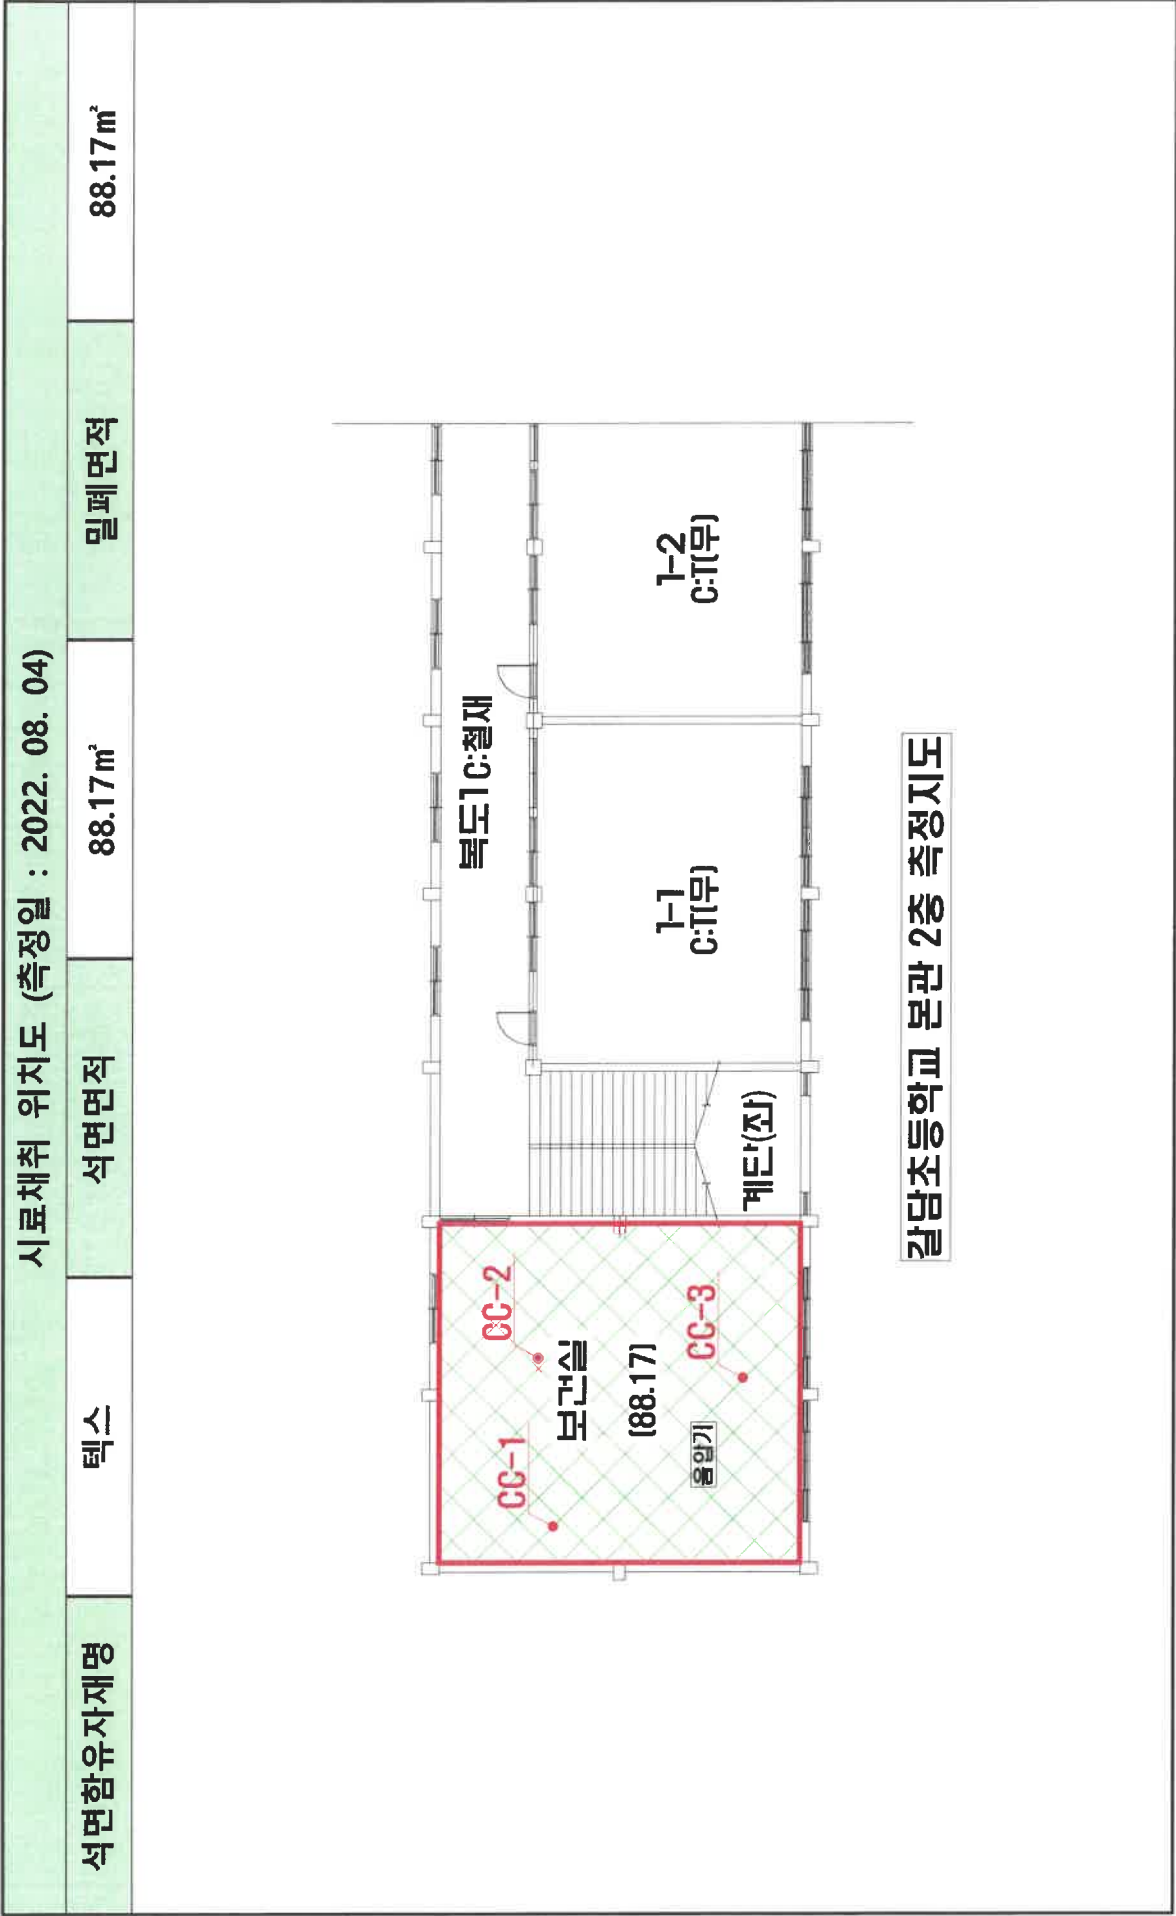 시료채취 위치도 (측정일 : 2022. 08. 04)
석면함유자재명 텍스 석면면적 88.17㎡ 밀폐면적 88.17㎡
복도1 C:철재
CC-1
CC-2
보건실
(88.17)
음압기
CC-3
계단(좌)
1-1
C:T(무)
1-2
C:T(무)
갈담초등학교 본관 2층 측정지도